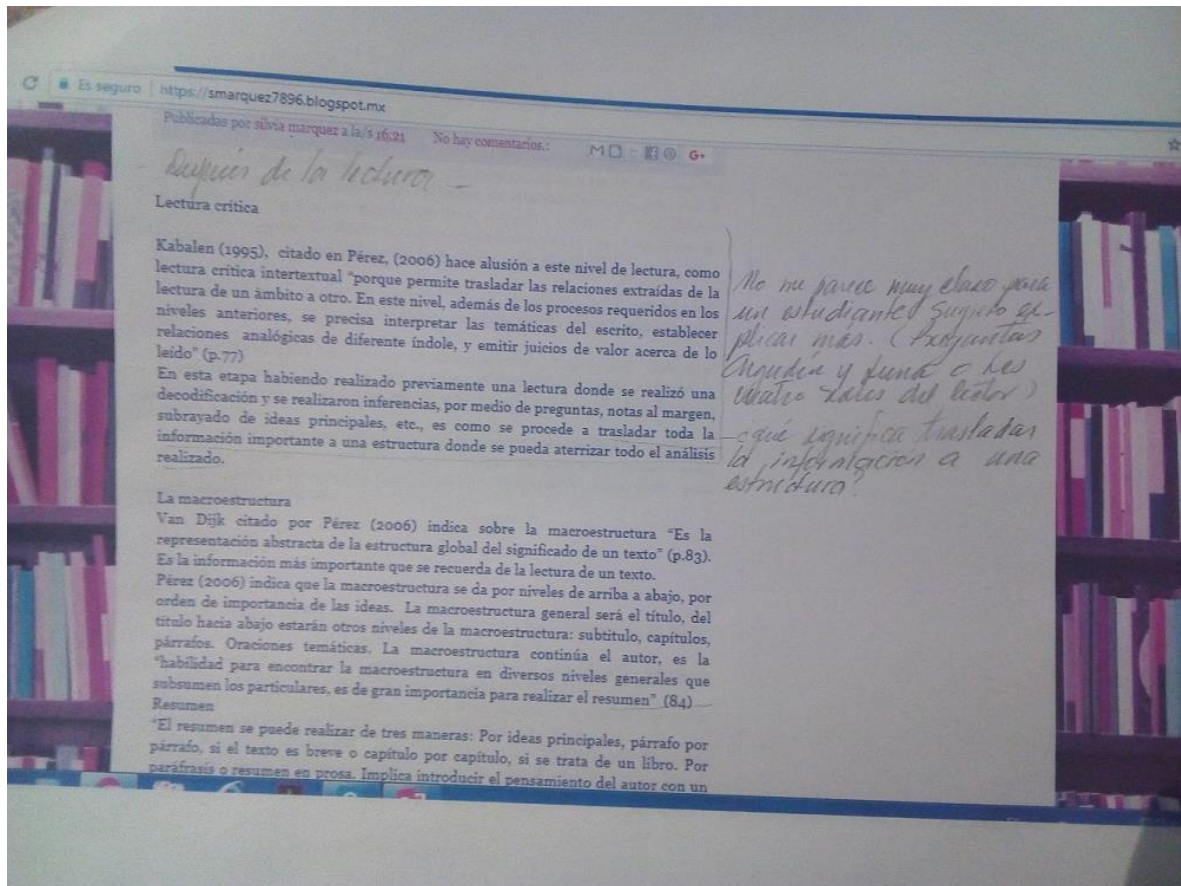 Es seguro | https://smarquez7896.blogspot.mx
Publicadas por silvia marquez a la/s 16:21 No hay comentarios.:
G+
- Después de la lectura -
Lectura crítica
Kabalen (1995), citado en Pérez, (2006) hace alusión a este nivel de lectura, como
lectura crítica intertextual "porque permite trasladar las relaciones extraídas de la
lectura de un ámbito a otro. En este nivel, además de los procesos requeridos en los
niveles anteriores, se precisa interpretar las temáticas del escrito, establecer
relaciones analógicas de diferente índole, y emitir juicios de valor acerca de lo
leído" (p.77)
En esta etapa habiendo realizado previamente una lectura donde se realizó una
decodificación y se realizaron inferencias, por medio de preguntas, notas al margen,
subrayado de ideas principales, etc., es como se procede a trasladar toda la
información importante a una estructura donde se pueda aterrizar todo el análisis
realizado.
No me parece muy claro para
un estudiante. Sugiero ex-
plicar más. (Preguntas
Argudín y Luna o los
cuatro roles del lector)
- ¿qué significa trasladar
la información a una
estructura?
La macroestructura
Van Dijk citado por Pérez (2006) indica sobre la macroestructura "Es la
representación abstracta de la estructura global del significado de un texto" (p.83).
Es la información más importante que se recuerda de la lectura de un texto.
Pérez (2006) indica que la macroestructura se da por niveles de arriba a abajo, por
orden de importancia de las ideas. La macroestructura general será el título, del
título hacia abajo estarán otros niveles de la macroestructura: subtitulo, capítulos,
párrafos. Oraciones temáticas. La macroestructura continúa el autor, es la
"habilidad para encontrar la macroestructura en diversos niveles generales que
subsumen los particulares, es de gran importancia para realizar el resumen" (84)
Resumen
"El resumen se puede realizar de tres maneras: Por ideas principales, párrafo por
párrafo, si el texto es breve o capítulo por capítulo, si se trata de un libro. Por
paráfrasis o resumen en prosa. Implica introducir el pensamiento del autor con un